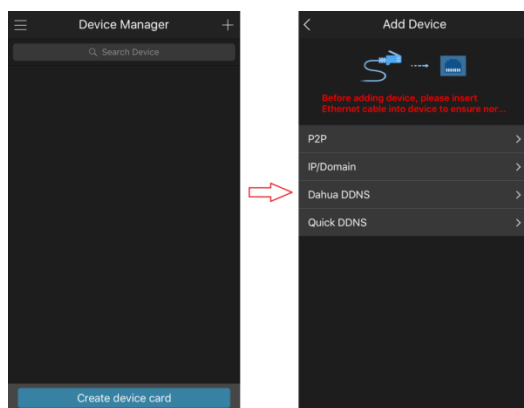 Device Manager
Search Device
Create device card
Add Device
Before adding device, please insert
Ethernet cable into device to ensure nor...
P2P
IP/Domain
Dahua DDNS
Quick DDNS